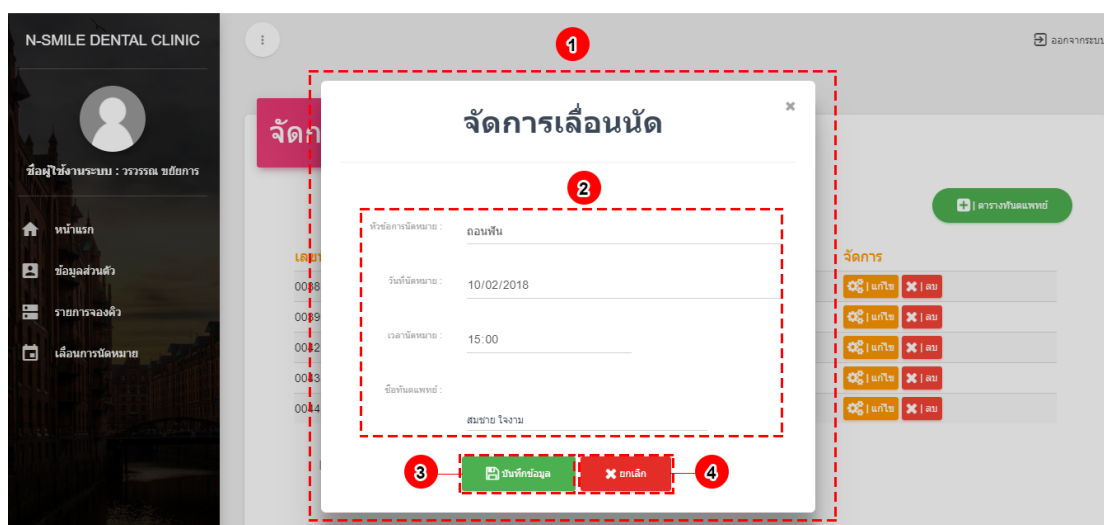 N-SMILE DENTAL CLINIC
1
ออกจากระบบ
จัดการเลื่อนนัด
×
จัดก
ชื่อผู้ใช้งานระบบ : วรวรรณ ขยัยการ
2
| ตารางทันตแพทย์
หน้าแรก
หัวข้อการนัดหมาย :
ถอนฟัน
จัดการ
ข้อมูลส่วนตัว
วันที่นัดหมาย :
10/02/2018
0038
| แก้ไข
| ลบ
รายการจองคิว
0039
| แก้ไข
| ลบ
เวลานัดหมาย :
15:00
0042
| แก้ไข
| ลบ
เลื่อนการนัดหมาย
0043
| แก้ไข
| ลบ
ชื่อทันตแพทย์ :
0044
| แก้ไข
| ลบ
สมชาย ใจงาม
3
บันทึกข้อมูล
ยกเลิก
4